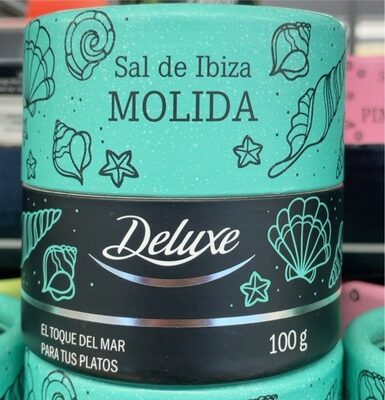 Sal de Ibiza
MOLIDA
Deluxe
EL TOQUE DEL MAR
PARA TUS PLATOS
100 g